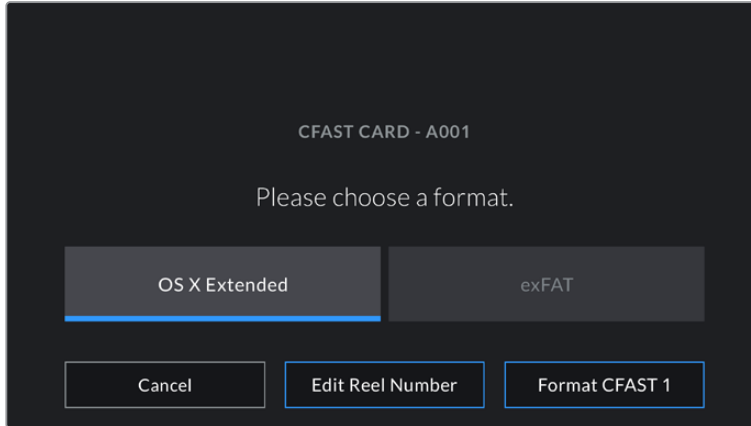 CFAST CARD - A001
Please choose a format.
OS X Extended
exFAT
Cancel
Edit Reel Number
Format CFAST 1